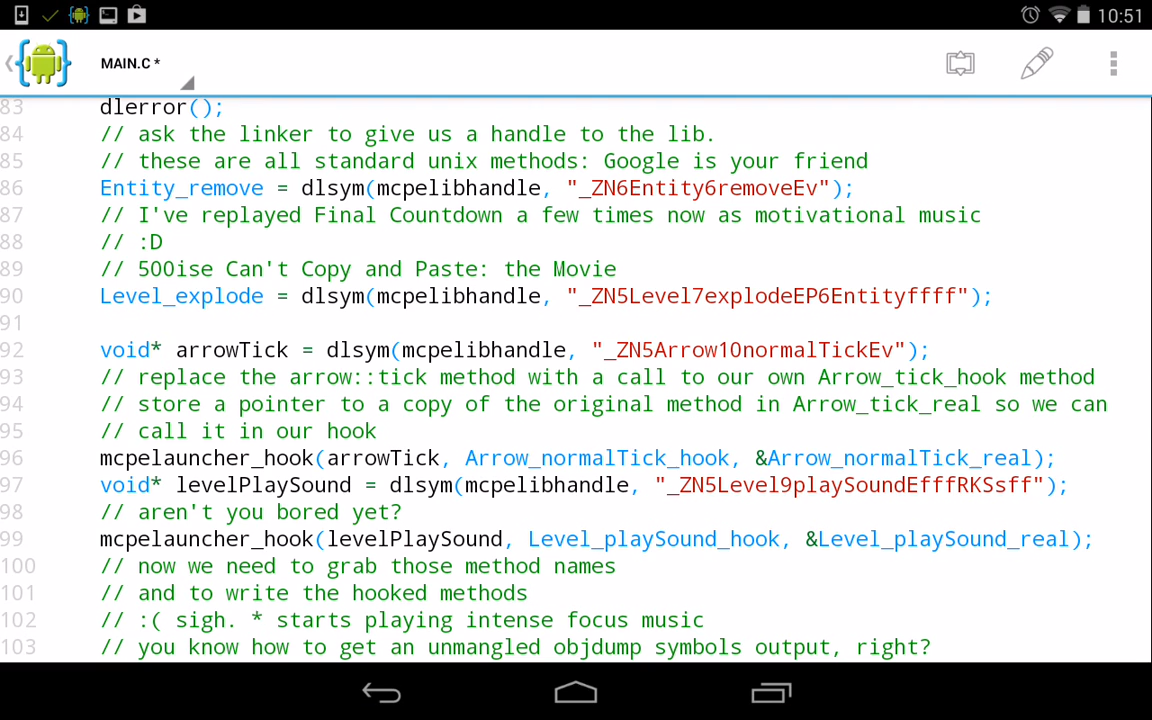 10:51
MAIN.C *
83 dlerror();
84 // ask the linker to give us a handle to the lib.
85 // these are all standard unix methods: Google is your friend
86 Entity_remove = dlsym(mcpelibhandle, "_ZN6Entity6removeEv");
87 // I've replayed Final Countdown a few times now as motivational music
88 // :D
89 // 500ise Can't Copy and Paste: the Movie
90 Level_explode = dlsym(mcpelibhandle, "_ZN5Level7explodeEP6Entityffff");
91
92 void* arrowTick = dlsym(mcpelibhandle, "_ZN5Arrow10normalTickEv");
93 // replace the arrow::tick method with a call to our own Arrow_tick_hook method
94 // store a pointer to a copy of the original method in Arrow_tick_real so we can
95 // call it in our hook
96 mcpelauncher_hook(arrowTick, Arrow_normalTick_hook, &Arrow_normalTick_real);
97 void* levelPlaySound = dlsym(mcpelibhandle, "_ZN5Level9playSoundEfffRKSsff");
98 // aren't you bored yet?
99 mcpelauncher_hook(levelPlaySound, Level_playSound_hook, &Level_playSound_real);
100 // now we need to grab those method names
101 // and to write the hooked methods
102 // :( sigh. * starts playing intense focus music
103 // you know how to get an unmangled objdump symbols output, right?